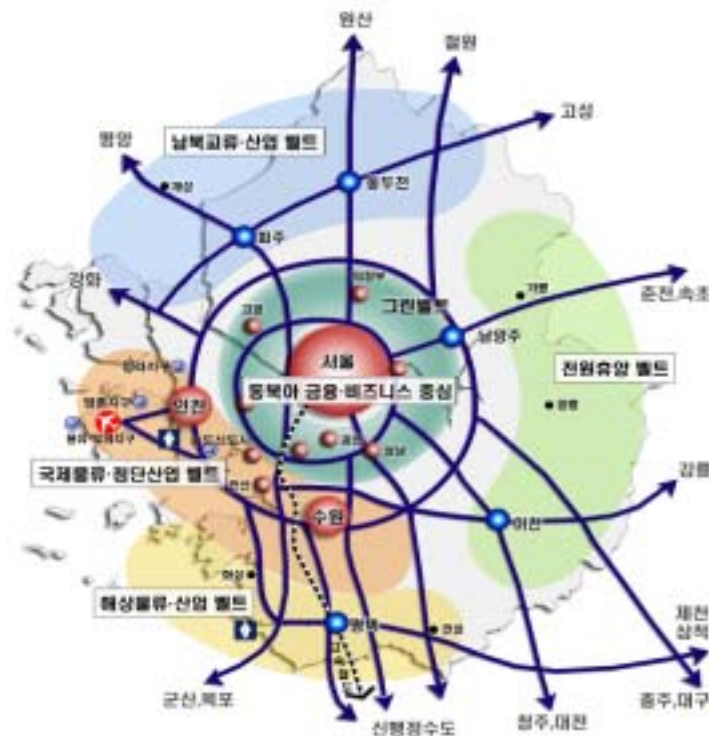 원산
철원
고성
평양
남북교류·산업 벨트
개성
동두천
파주
강화
의정부
고양
그린벨트
가평
춘천,속초
남양주
서울
전원휴양 벨트
동북아 금융·비즈니스 중심
인천
양평
과천
성남
국제물류·첨단산업 벨트
안산
수원
강릉
이천
화성
해상물류·산업 벨트
평택
안성
제천
삼척
고속철
군산,목포
신행정수도
청주,대전
충주,대구